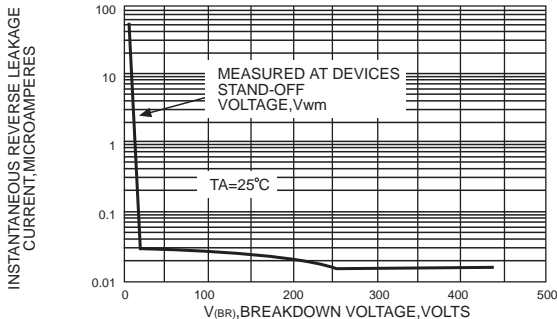 INSTANTANEOUS REVERSE LEAKAGE
CURRENT,MICROAMPERES
100
10
1
0.1
0.01
MEASURED AT DEVICES
STAND-OFF
VOLTAGE,Vwm
TA=25°C
0 100 200 300 400 500
V(BR),BREAKDOWN VOLTAGE,VOLTS